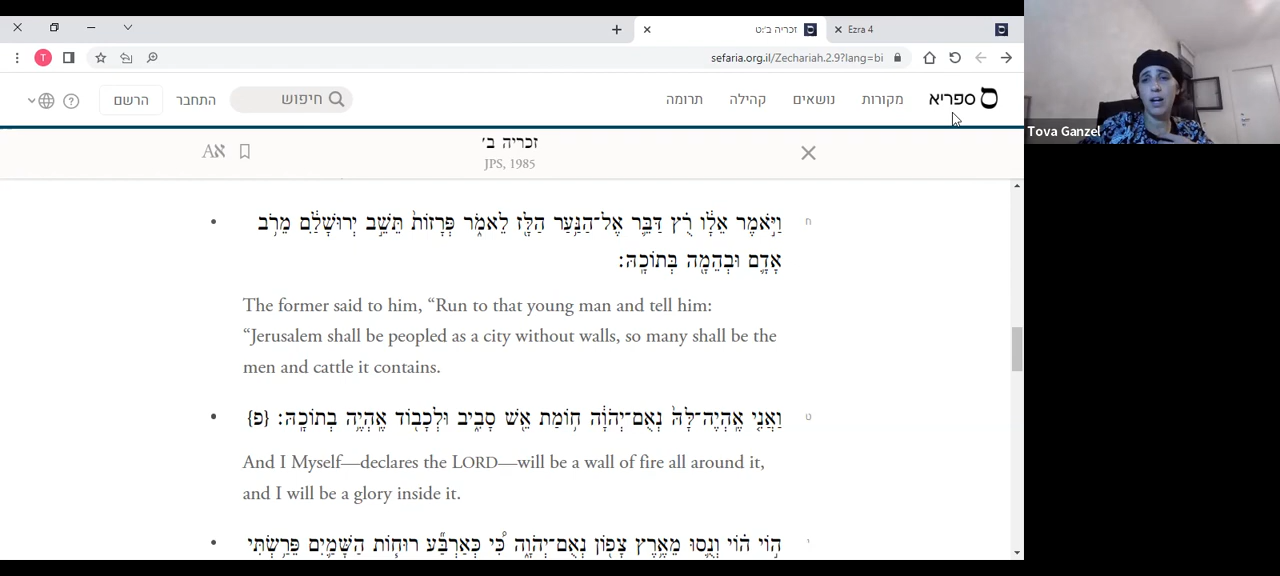 זכריה ב׳:ט
Ezra 4
sefaria.org.il/Zechariah.2.9?lang=bi
T
ספריא
מקורות
נושאים
קהילה
תרומה
חיפוש
התחבר
הרשם
Tova Ganzel
זכריה ב׳
JPS, 1985
Aא
ח
וַיֹּ֣אמֶר אֵלָ֔ו רֻ֗ץ דַּבֵּ֛ר אֶל־הַנַּ֥עַר הַלָּ֖ז לֵאמֹ֑ר פְּרָזוֹת֙ תֵּשֵׁ֣ב יְרוּשָׁלַ֔͏ִם מֵרֹ֥ב
אָדָ֛ם וּבְהֵמָ֖ה בְּתוֹכָֽהּ׃
The former said to him, “Run to that young man and tell him:
“Jerusalem shall be peopled as a city without walls, so many shall be the
men and cattle it contains.
ט
וַאֲנִ֤י אֶֽהְיֶה־לָּהּ֙ נְאֻם־יְהֹוָ֔ה ח֥וֹמַת אֵ֖שׁ סָבִ֑יב וּלְכָב֖וֹד אֶֽהְיֶ֥ה בְתוֹכָֽהּ׃ {פ}
And I Myself—declares the LORD—will be a wall of fire all around it,
and I will be a glory inside it.
י
ה֣וֹי ה֗וֹי וְנֻ֛סוּ מֵאֶ֥רֶץ צָפ֖וֹן נְאֻם־יְהֹוָ֑ה כִּ֠י כְּאַרְבַּ֞ע רוּח֧וֹת הַשָּׁמַ֛יִם פֵּרַ֥שְׂתִּי